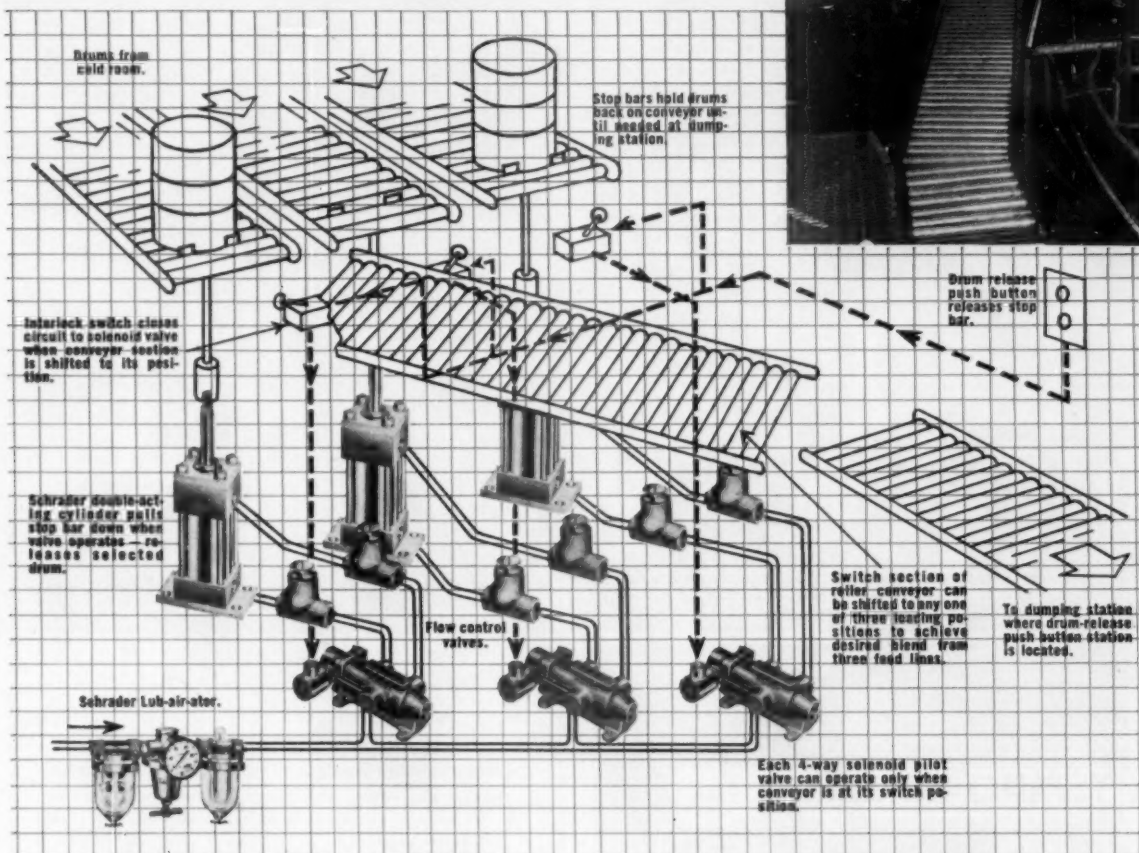 Drums from
cold room.
Stop bars hold drums
back on conveyor un-
til needed at dump-
ing station.
Drum release
push button
releases stop
bar.
Interlock switch closes
circuit to solenoid valve
when conveyor section
is shifted to its posi-
tion.
Schrader double-act-
ing cylinder pulls
stop bar down when
valve operates — re-
leases selected
drum.
Flow control
valves.
Switch section of
roller conveyor can
be shifted to any one
of three loading po-
sitions to achieve
desired blend from
three feed lines.
To dumping station
where drum-release
push button station
is located.
Schrader Lub-air-ator.
Each 4-way solenoid pilot
valve can operate only when
conveyor is at its switch po-
sition.